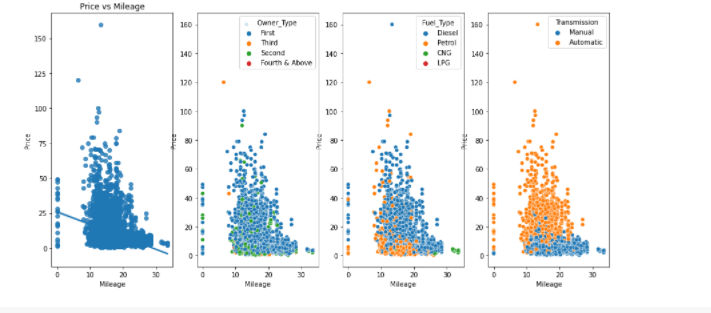 Price vs Mileage
Price
150
125
100
75
50
25
0
0
10
20
30
Mileage
Owner_Type
First
Third
Second
Fourth & Above
Price
160
140
120
100
80
60
40
20
0
0
10
20
30
Mileage
Fuel_Type
Diesel
Petrol
CNG
LPG
Price
160
140
120
100
80
60
40
20
0
0
10
20
30
Mileage
Transmission
Manual
Automatic
Price
160
140
120
100
80
60
40
20
0
0
10
20
30
Mileage